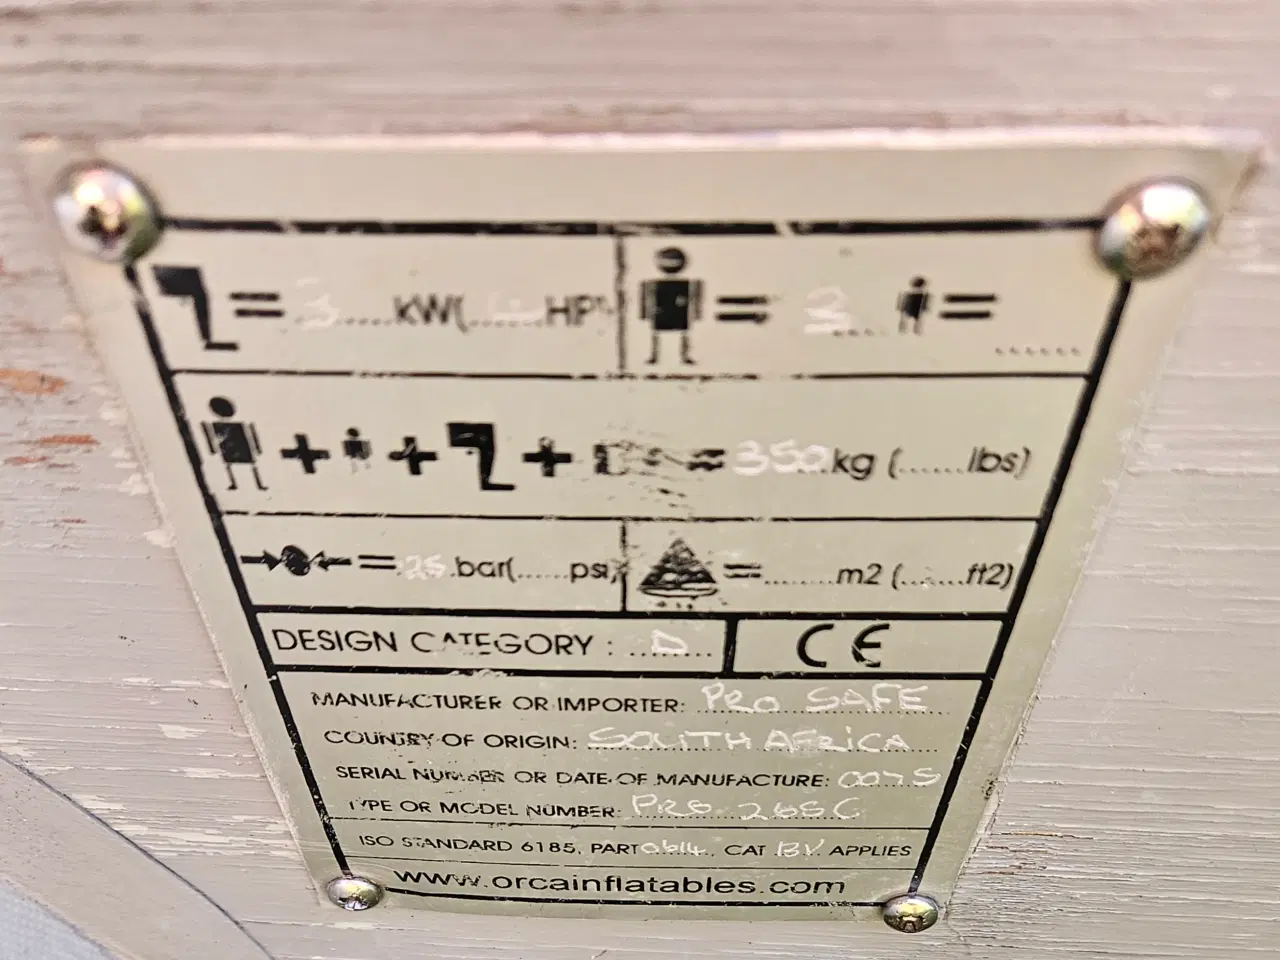 = 3.....KW(.......HP) = 3.... =......
+ + + = 350.kg (......lbs)
= .25.bar(......psi) =........m2 (.......ft2)
DESIGN CATEGORY : ..D.. CE
MANUFACTURER OR IMPORTER: PRO SAFE
COUNTRY OF ORIGIN: SOUTH AFRICA
SERIAL NUMBER OR DATE OF MANUFACTURE: 007S
TYPE OR MODEL NUMBER: 265C
ISO STANDARD 6185, PART , CAT BV APPLIES
www.orcainflatables.com